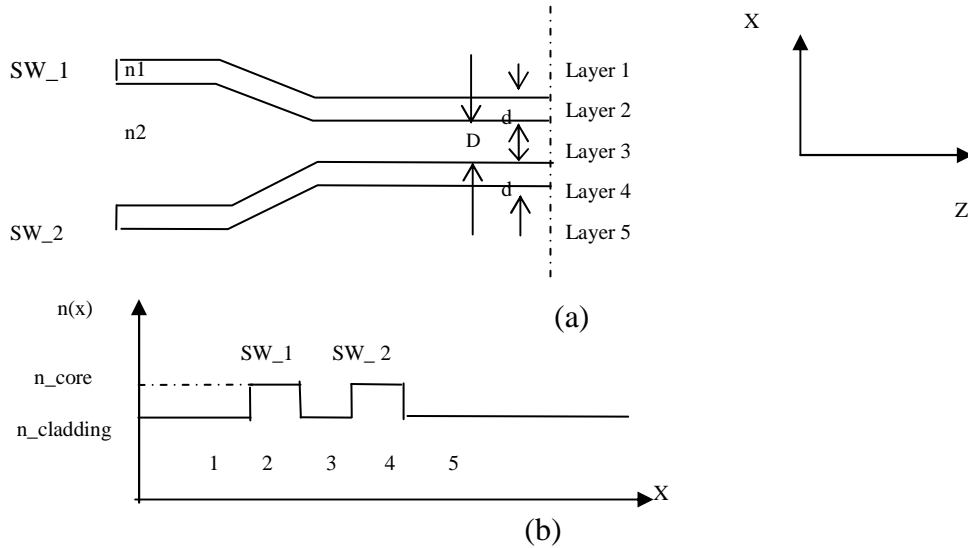 X
SW_1
n1
Layer 1
Layer 2
d
n2
D
Layer 3
d
Layer 4
Z
SW_2
Layer 5
(a)
n(x)
SW_1
SW_ 2
n_core
n_cladding
1
2
3
4
5
X
(b)